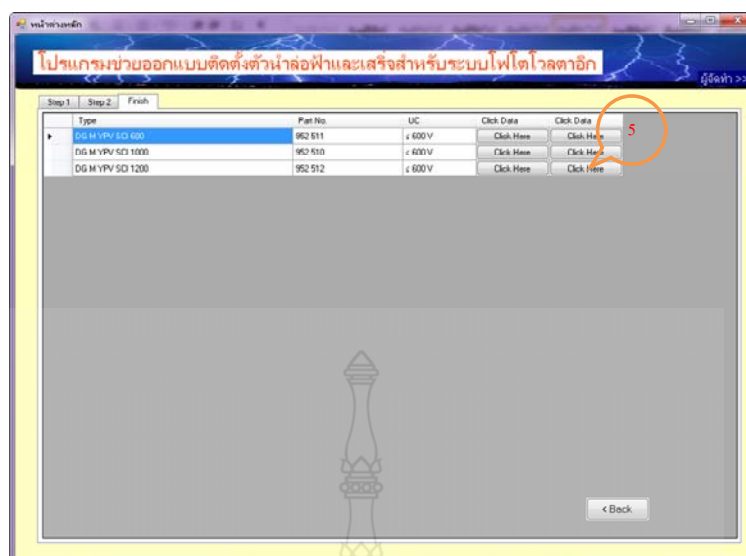 หน้าต่างหลัก
โปรแกรมช่วยออกแบบติดตั้งตัวนำล่อฟ้าและเสริ์จสำหรับระบบโฟโตโวลตาอิก
ผู้จัดทำ >>
Step 1 Step 2 Finish
Type Part No. UC Click Data Click Data
DG M YPV SCI 600 952 511 ≤ 600 V Click Here Click Here
DG M YPV SCI 1000 952 510 ≤ 600 V Click Here Click Here
DG M YPV SCI 1200 952 512 ≤ 600 V Click Here Click Here
5
< Back